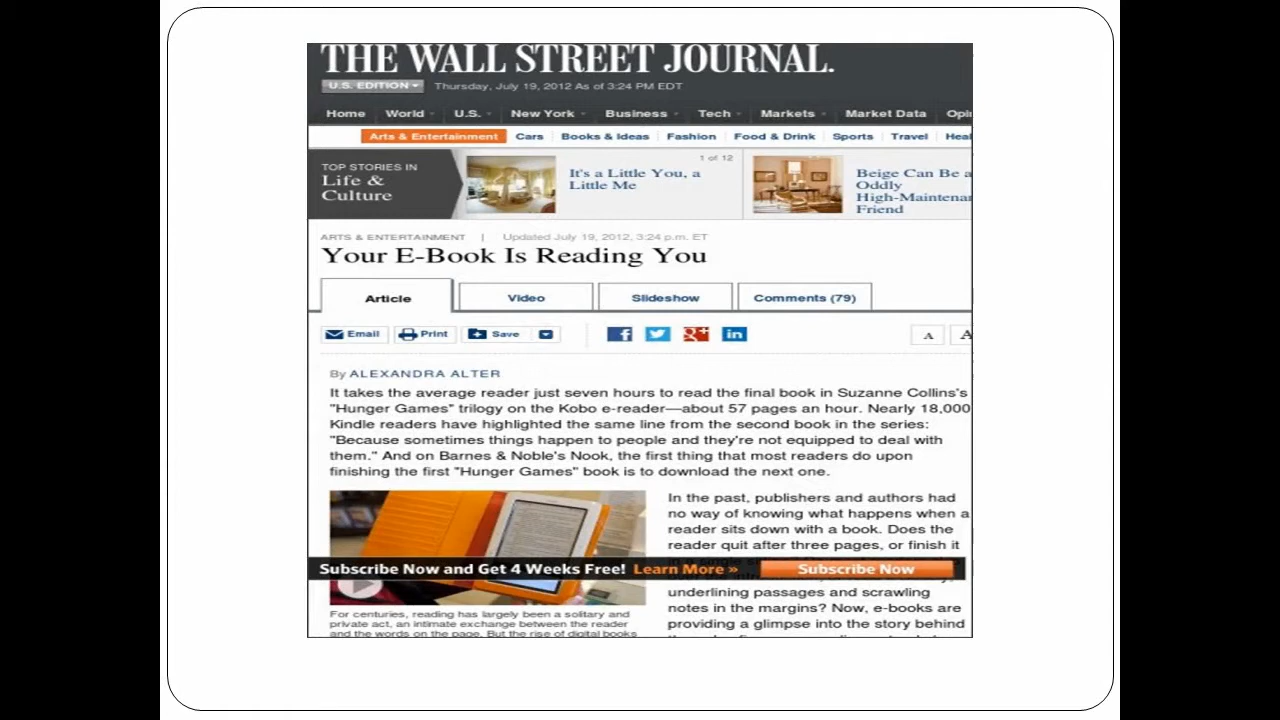 THE WALL STREET JOURNAL.
U.S. EDITION
Thursday, July 19, 2012 As of 3:24 PM EDT
Home World U.S. New York Business Tech Markets Market Data
Arts & Entertainment Cars Books & Ideas Fashion Food & Drink Sports Travel
TOP STORIES IN
Life &
Culture
1 of 12
It's a Little You, a
Little Me
Beige Can Be a
Oddly
High-Maintenan
Friend
ARTS & ENTERTAINMENT | Updated July 19, 2012, 3:24 p.m. ET
Your E-Book Is Reading You
Article Video Slideshow Comments (79)
Email Print Save
A A
By ALEXANDRA ALTER
It takes the average reader just seven hours to read the final book in Suzanne Collins's
"Hunger Games" trilogy on the Kobo e-reader—about 57 pages an hour. Nearly 18,000
Kindle readers have highlighted the same line from the second book in the series:
"Because sometimes things happen to people and they're not equipped to deal with
them." And on Barnes & Noble's Nook, the first thing that most readers do upon
finishing the first "Hunger Games" book is to download the next one.
In the past, publishers and authors had
no way of knowing what happens when a
reader sits down with a book. Does the
reader quit after three pages, or finish it
Subscribe Now and Get 4 Weeks Free! Learn More » Subscribe Now
underlining passages and scrawling
notes in the margins? Now, e-books are
providing a glimpse into the story behind
For centuries, reading has largely been a solitary and
private act, an intimate exchange between the reader
and the words on the page. But the rise of digital books